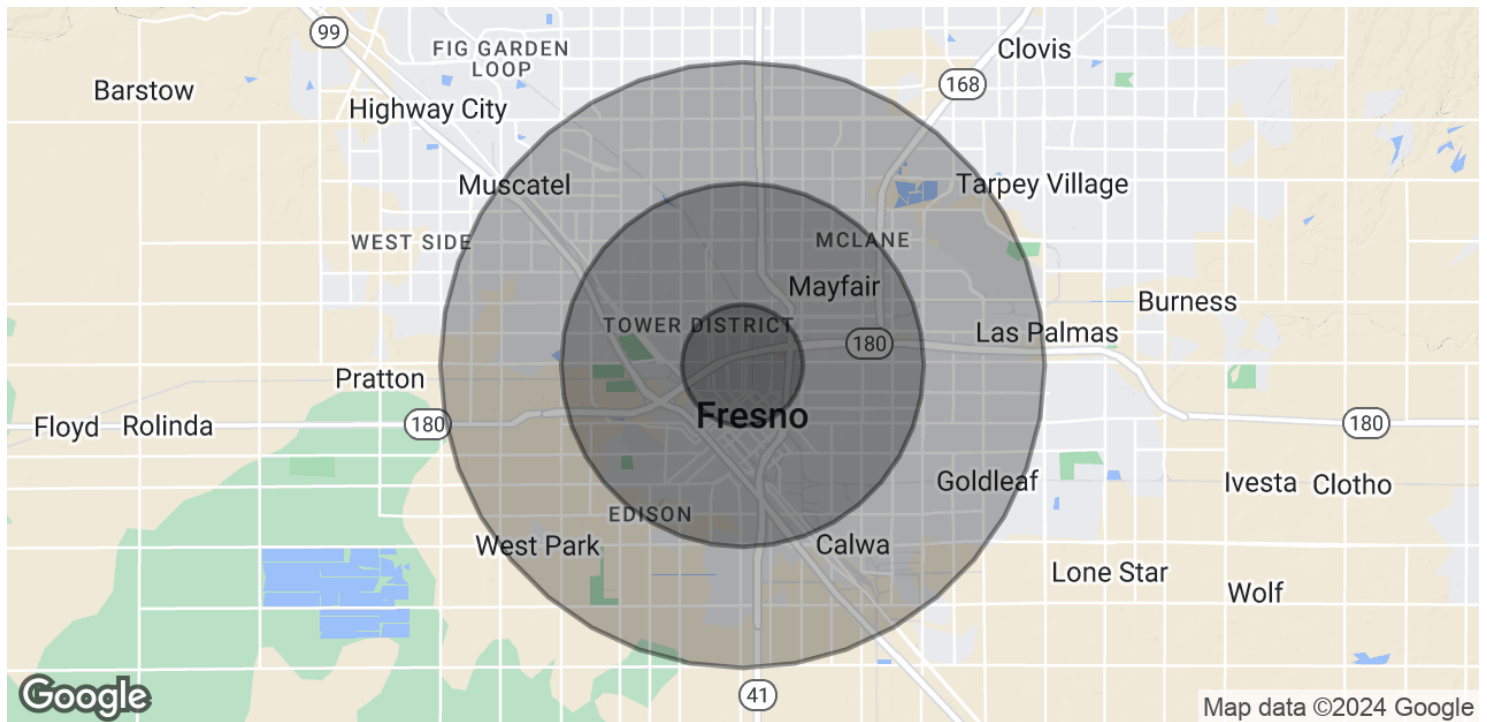 99
FIG GARDEN
LOOP
Clovis
168
Barstow
Highway City
Muscatel
Tarpey Village
WEST SIDE
MCLANE
Mayfair
Burness
TOWER DISTRICT
180
Las Palmas
Pratton
Floyd
Rolinda
180
Fresno
180
Goldleaf
Ivesta
Clotho
EDISON
West Park
Calwa
Lone Star
Wolf
Google
41
Map data ©2024 Google